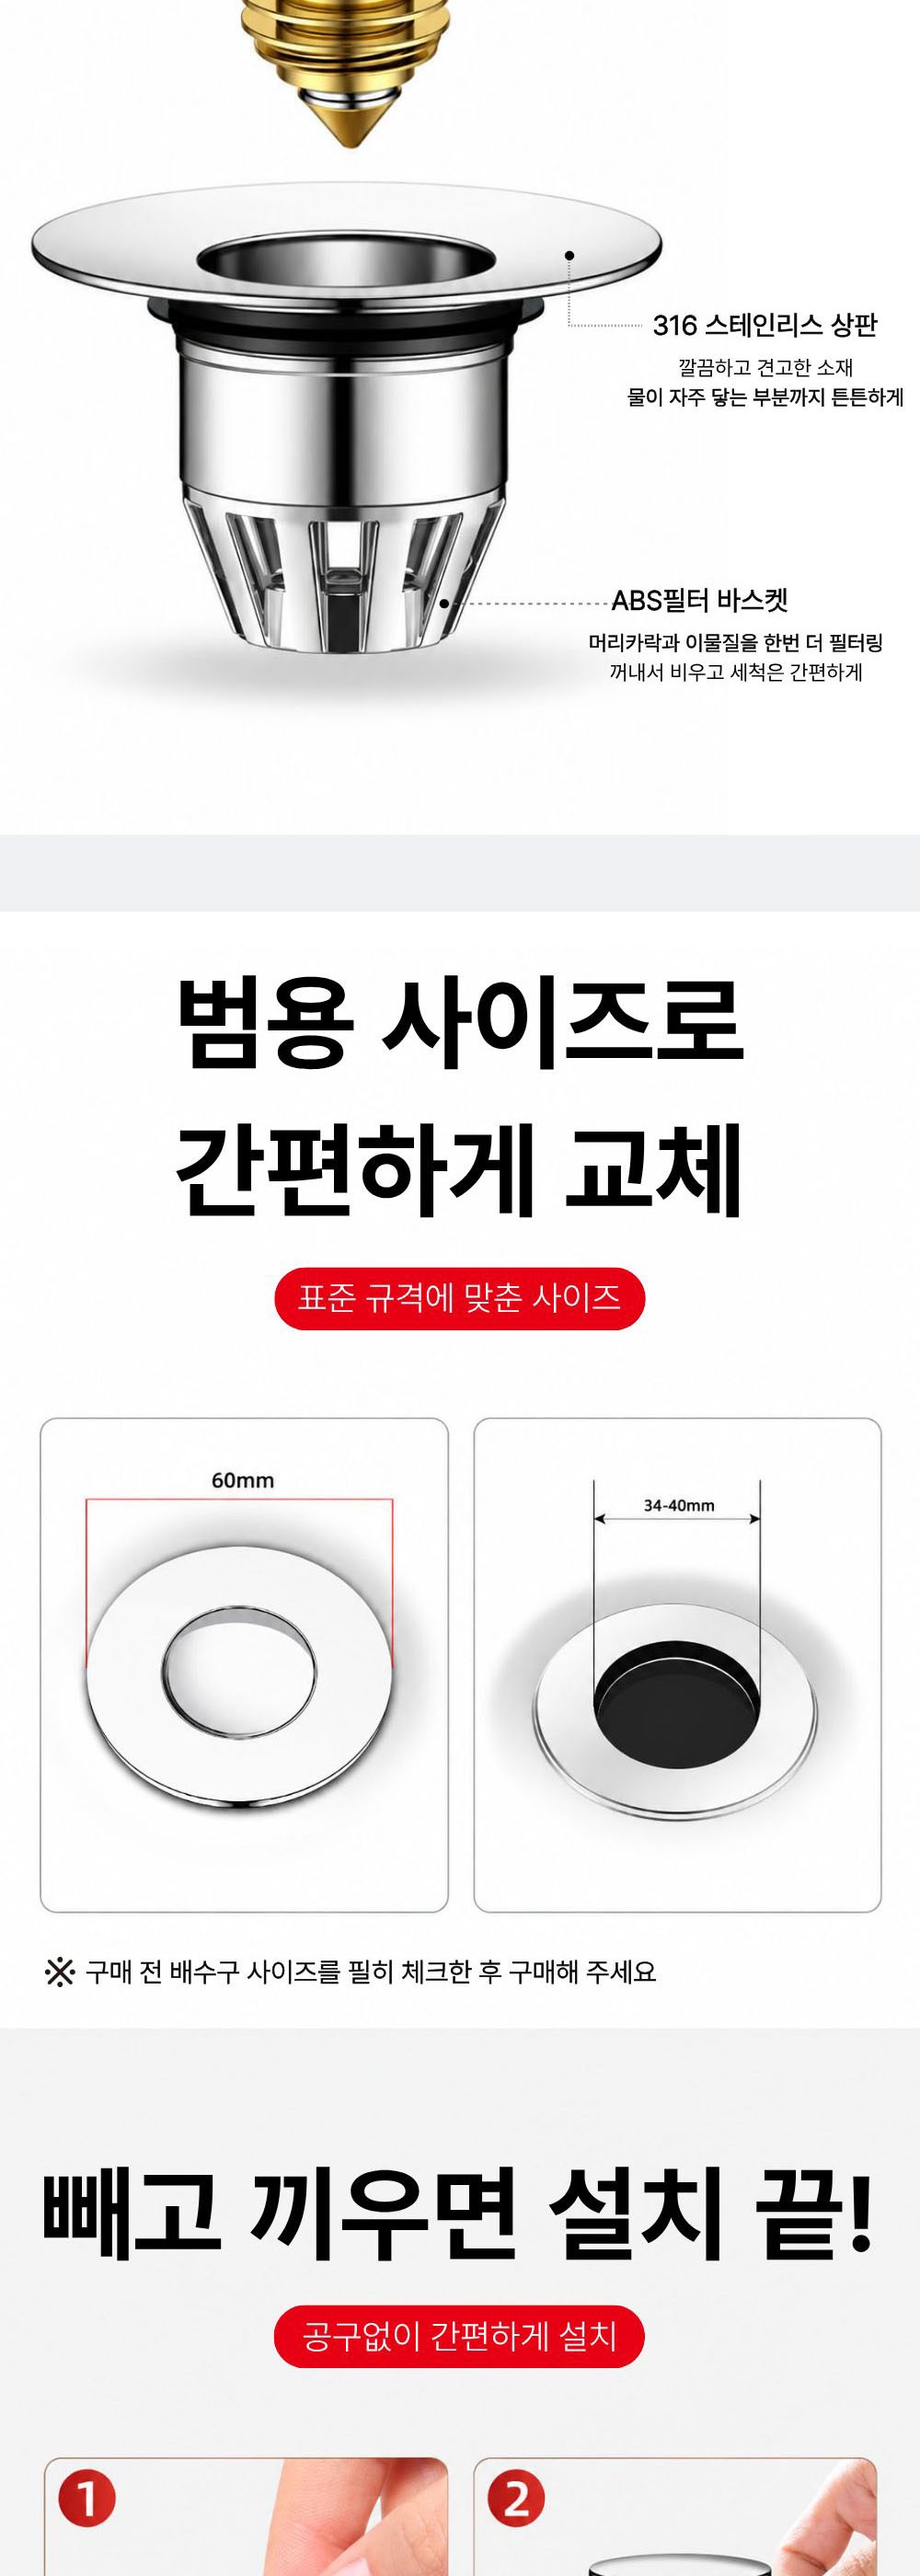 316 스테인리스 상판
깔끔하고 견고한 소재
물이 자주 닿는 부분까지 튼튼하게
ABS필터 바스켓
머리카락과 이물질을 한번 더 필터링
꺼내서 비우고 세척은 간편하게
범용 사이즈로
간편하게 교체
표준 규격에 맞춘 사이즈
60mm
34-40mm
※ 구매 전 배수구 사이즈를 필히 체크한 후 구매해 주세요
빼고 끼우면 설치 끝!
공구없이 간편하게 설치
1
2